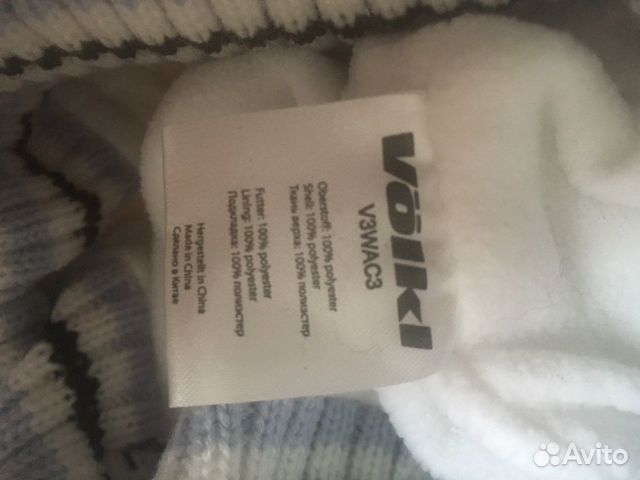 Völkl
V3WAC3
Oberstoff: 100% polyester
Shell: 100% polyester
Ткань верха: 100% полиэстер
Futter: 100% polyester
Lining: 100% polyester
Подкладка: 100% полиэстер
Hergestellt in China
Made in China
Сделано в Китае
Avito